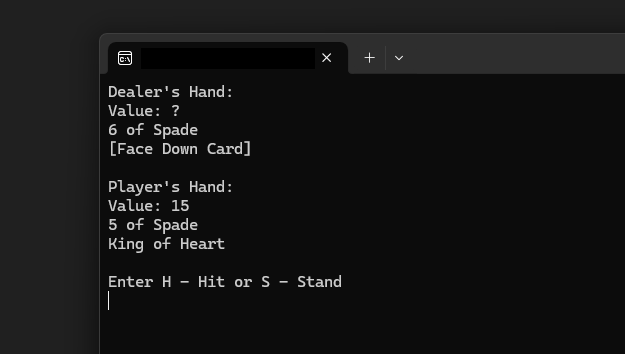 Dealer's Hand:
Value: ?
6 of Spade
[Face Down Card]
Player's Hand:
Value: 15
5 of Spade
King of Heart
Enter H - Hit or S - Stand